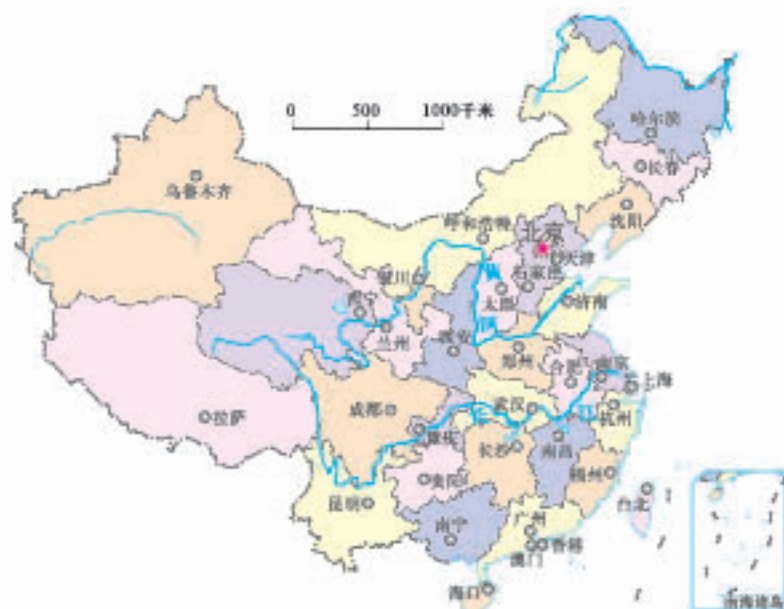 0 500 1000千米
哈尔滨
长春
乌鲁木齐
沈阳
呼和浩特
北京
天津
银川
石家庄
太原
济南
西宁
兰州
西安
郑州
合肥
南京
上海
成都
武汉
杭州
拉萨
重庆
长沙
南昌
贵阳
福州
昆明
台北
南宁
广州
香港
澳门
海口
南海诸岛